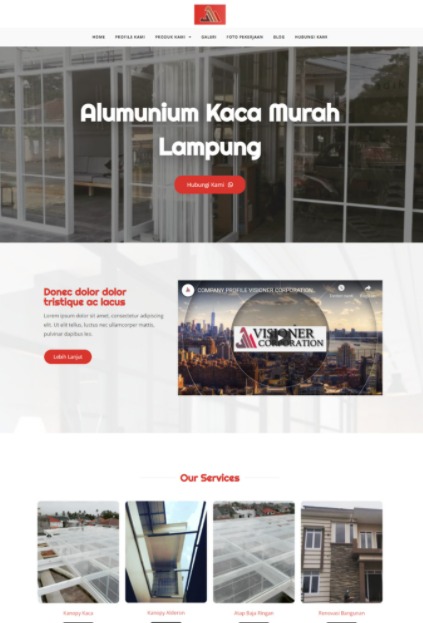 HOME PROFILE KAMI PRODUK KAMI GALERI FOTO PEKERJAAN BLOG HUBUNGI KAMI
Alumunium Kaca Murah
Lampung
Hubungi Kami
Donec dolor dolor
tristique ac lacus
Lorem ipsum dolor sit amet, consectetur adipiscing
elit. Ut elit tellus, luctus nec ullamcorper mattis,
pulvinar dapibus leo.
Lebih Lanjut
COMPANY PROFILE VISIONER CORPORATION
VISIONER
CORPORATION
Our Services
Kanopy Kaca Kanopy Alderon Atap Baja Ringan Renovasi Bangunan